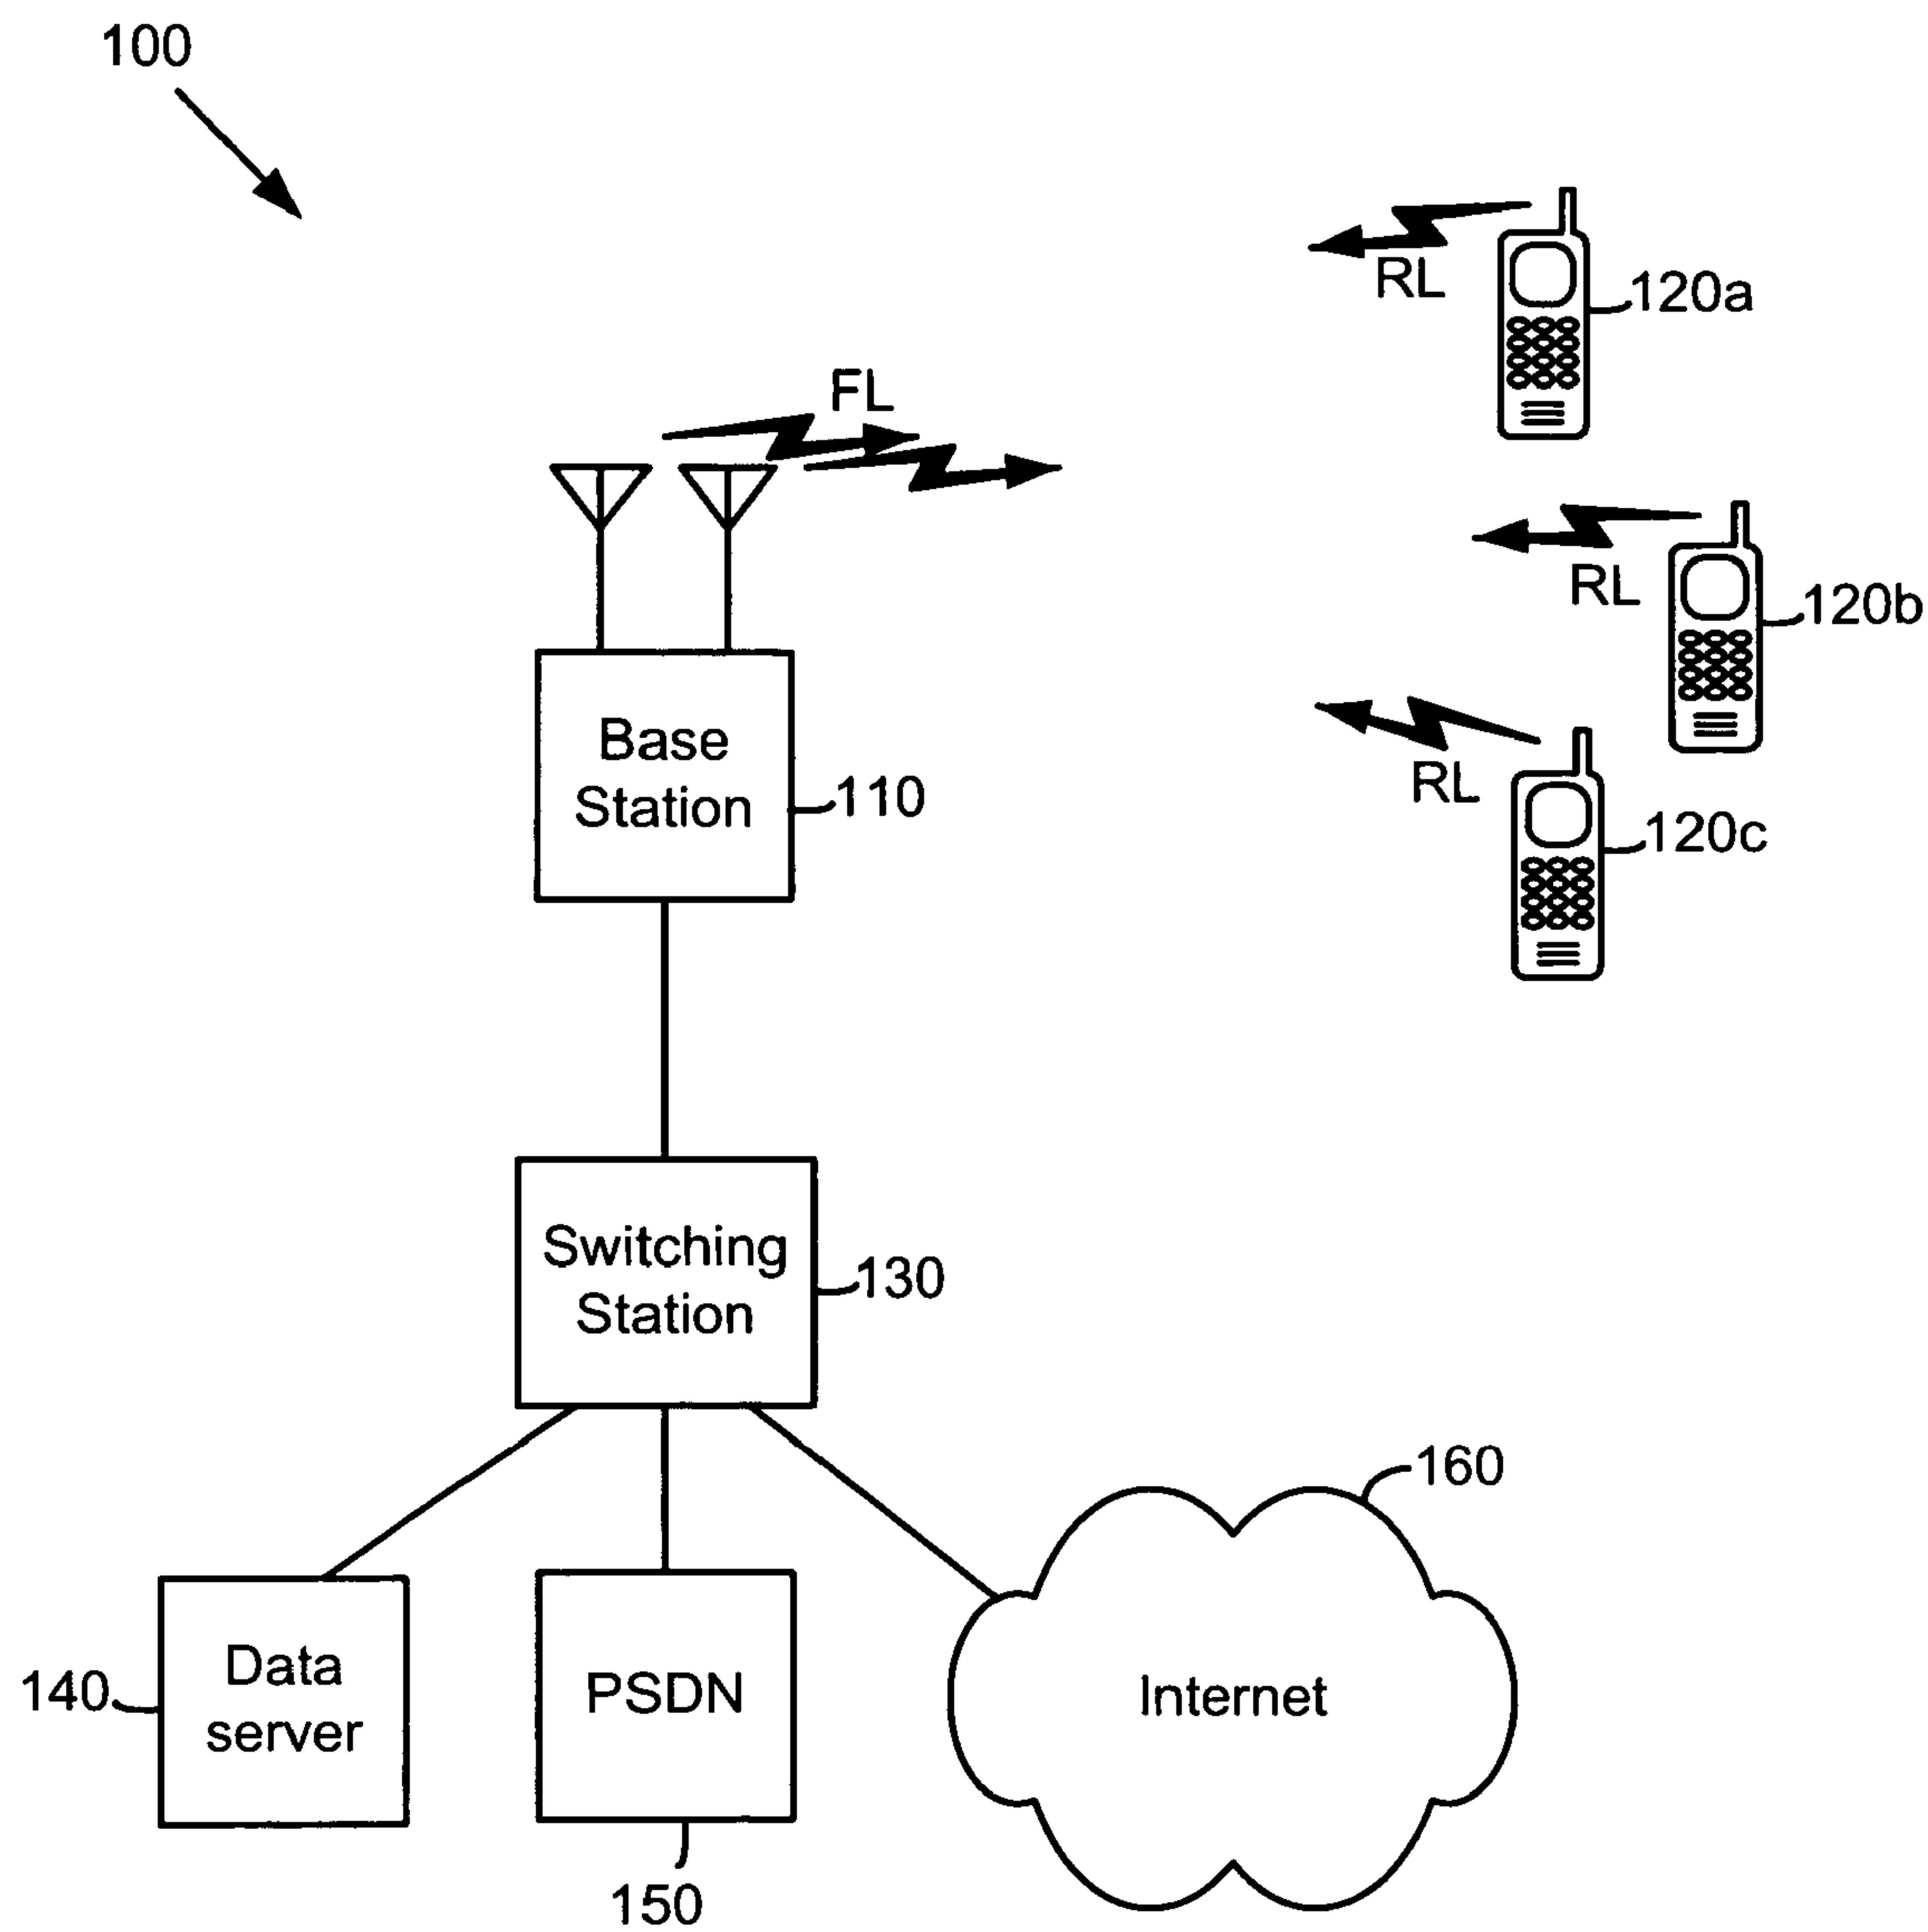 100
RL
120a
FL
RL
120b
Base
Station
110
RL
120c
Switching
Station
130
160
Data
server
140
PSDN
150
Internet